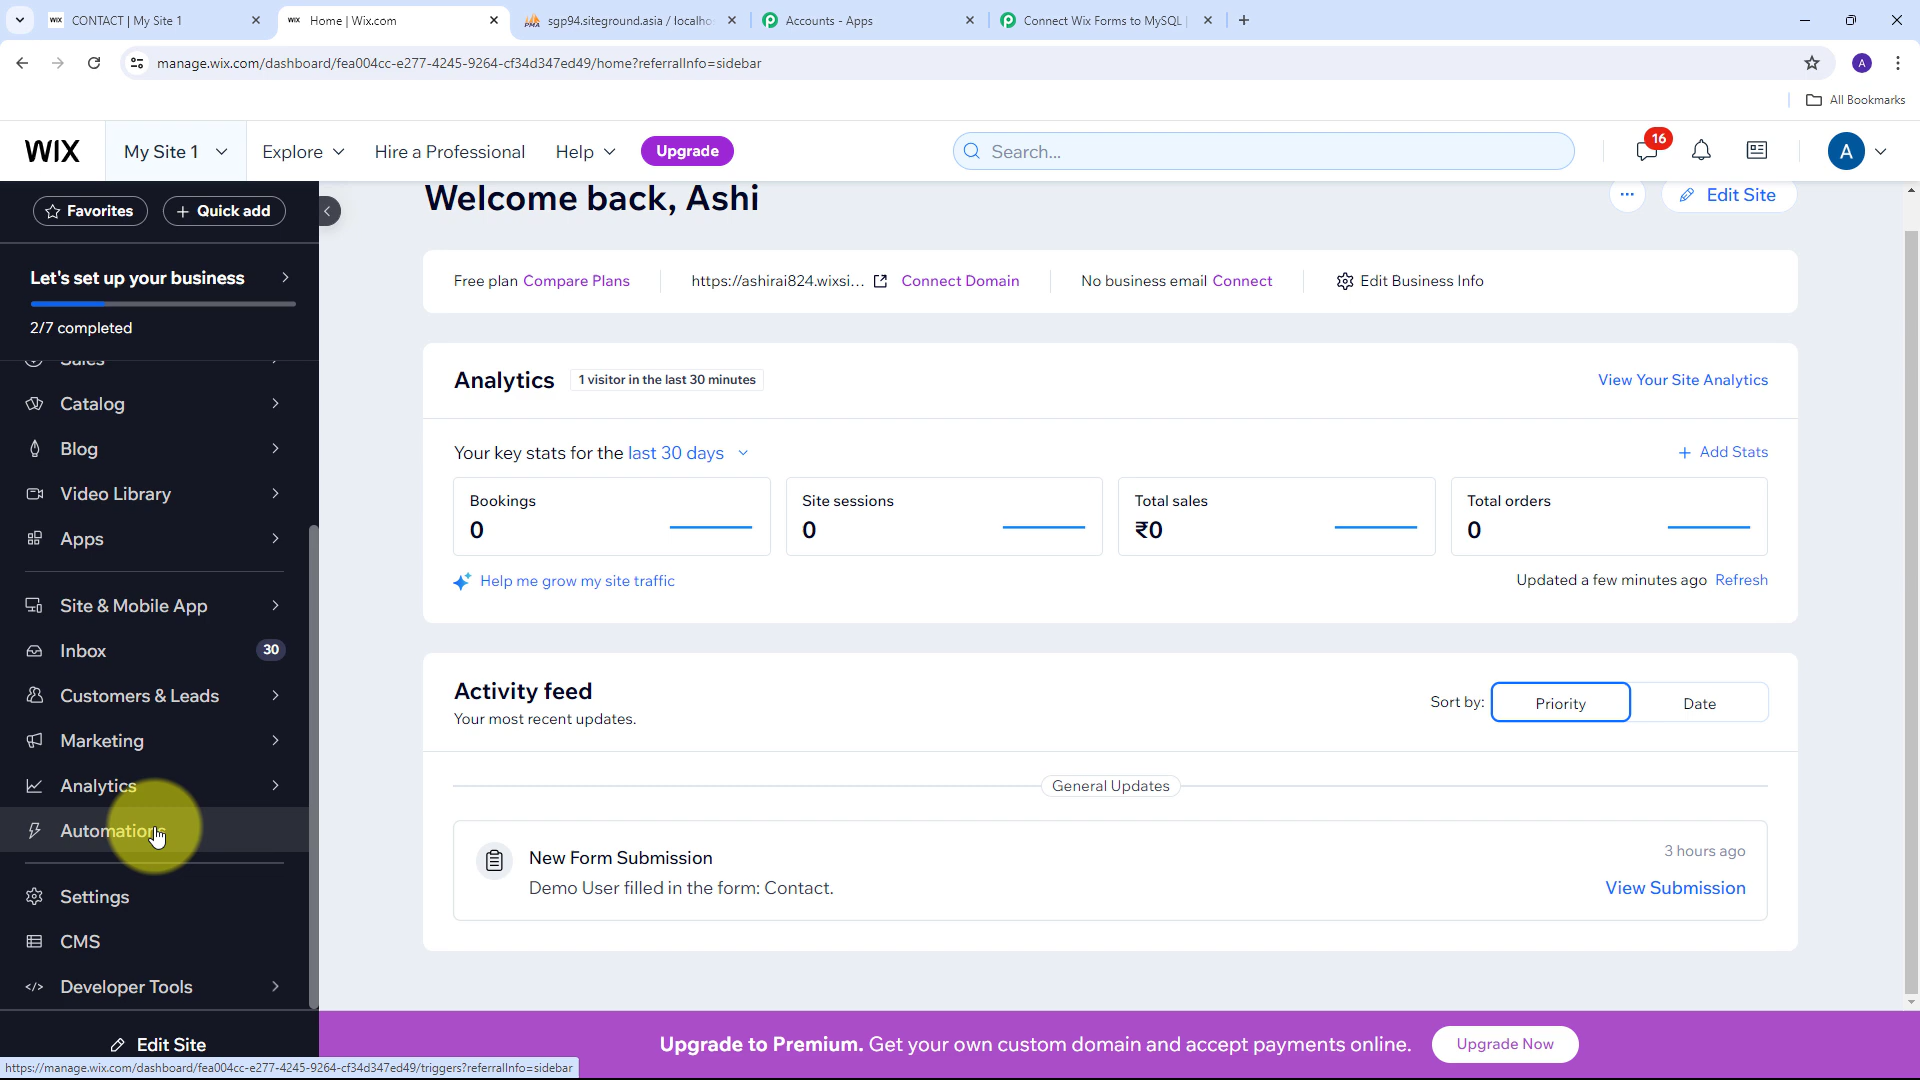 CONTACT | My Site 1
Home | Wix.com
sgp94.siteground.asia / localho
Accounts - Apps
Connect Wix Forms to MySQL
manage.wix.com/dashboard/fea004cc-e277-4245-9264-cf34d347ed49/home?referralInfo=sidebar
A
All Bookmarks
WIX
My Site 1
Explore
Hire a Professional
Help
Upgrade
Search...
16
A
Favorites
Quick add
Let's set up your business
2/7 completed
Sales
Catalog
Blog
Video Library
Apps
Site & Mobile App
Inbox
30
Customers & Leads
Marketing
Analytics
Automations
Settings
CMS
Developer Tools
Edit Site
https://manage.wix.com/dashboard/fea004cc-e277-4245-9264-cf34d347ed49/triggers?referralInfo=sidebar
Welcome back, Ashi
Edit Site
Free plan Compare Plans
https://ashirai824.wixsi... Connect Domain
No business email Connect
Edit Business Info
Analytics
1 visitor in the last 30 minutes
View Your Site Analytics
Your key stats for the last 30 days
Add Stats
Bookings
0
Site sessions
0
Total sales
₹0
Total orders
0
Help me grow my site traffic
Updated a few minutes ago Refresh
Activity feed
Your most recent updates.
Sort by:
Priority
Date
General Updates
New Form Submission
3 hours ago
Demo User filled in the form: Contact.
View Submission
Upgrade to Premium. Get your own custom domain and accept payments online.
Upgrade Now